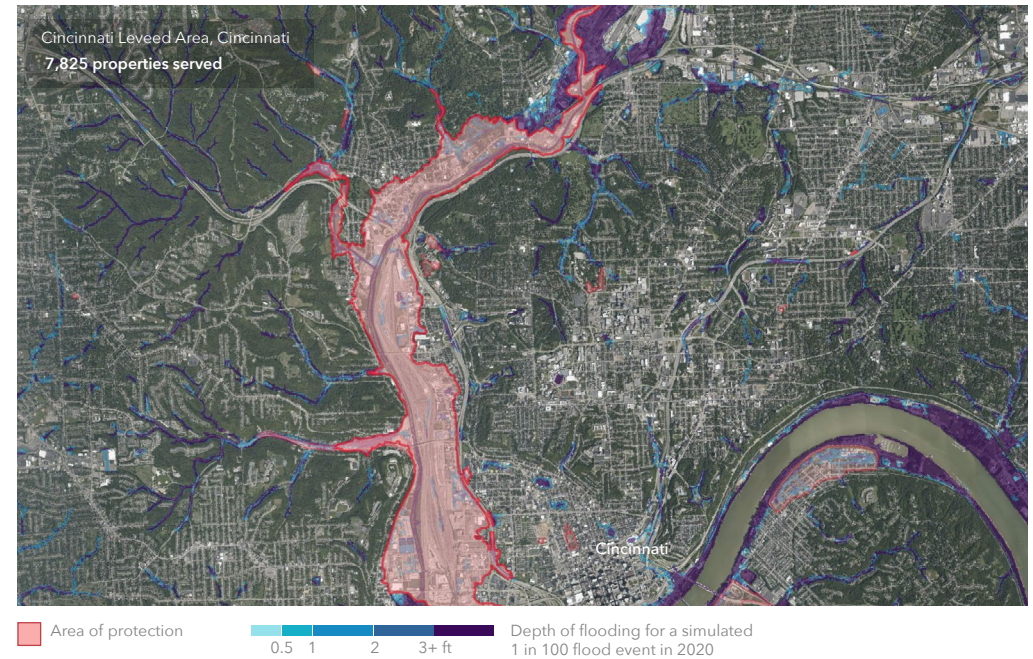 Cincinnati Leveed Area, Cincinnati
7,825 properties served
Cincinnati
Area of protection
0.5 1 2 3+ ft
Depth of flooding for a simulated
1 in 100 flood event in 2020